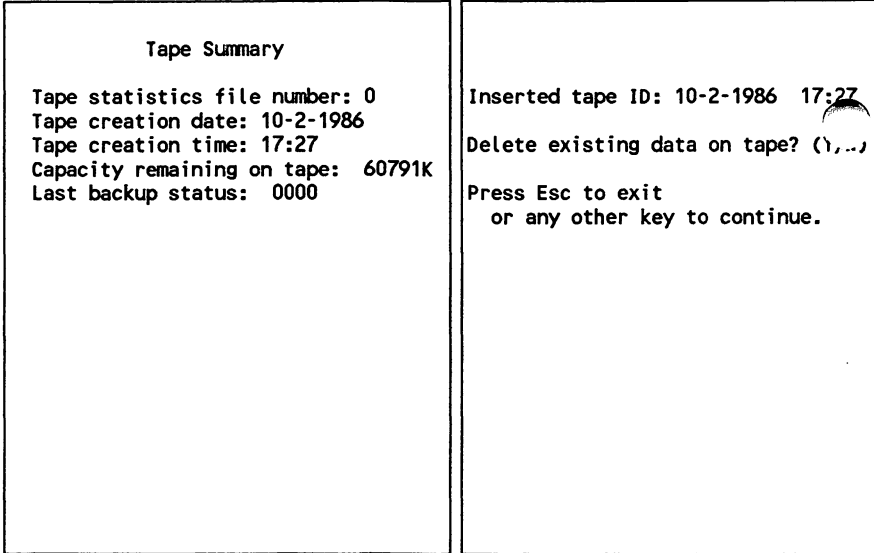 Tape Summary
Tape statistics file number: 0
Tape creation date: 10-2-1986
Tape creation time: 17:27
Capacity remaining on tape: 60791K
Last backup status: 0000
Inserted tape ID: 10-2-1986 17:27
Delete existing data on tape?
Press Esc to exit
or any other key to continue.